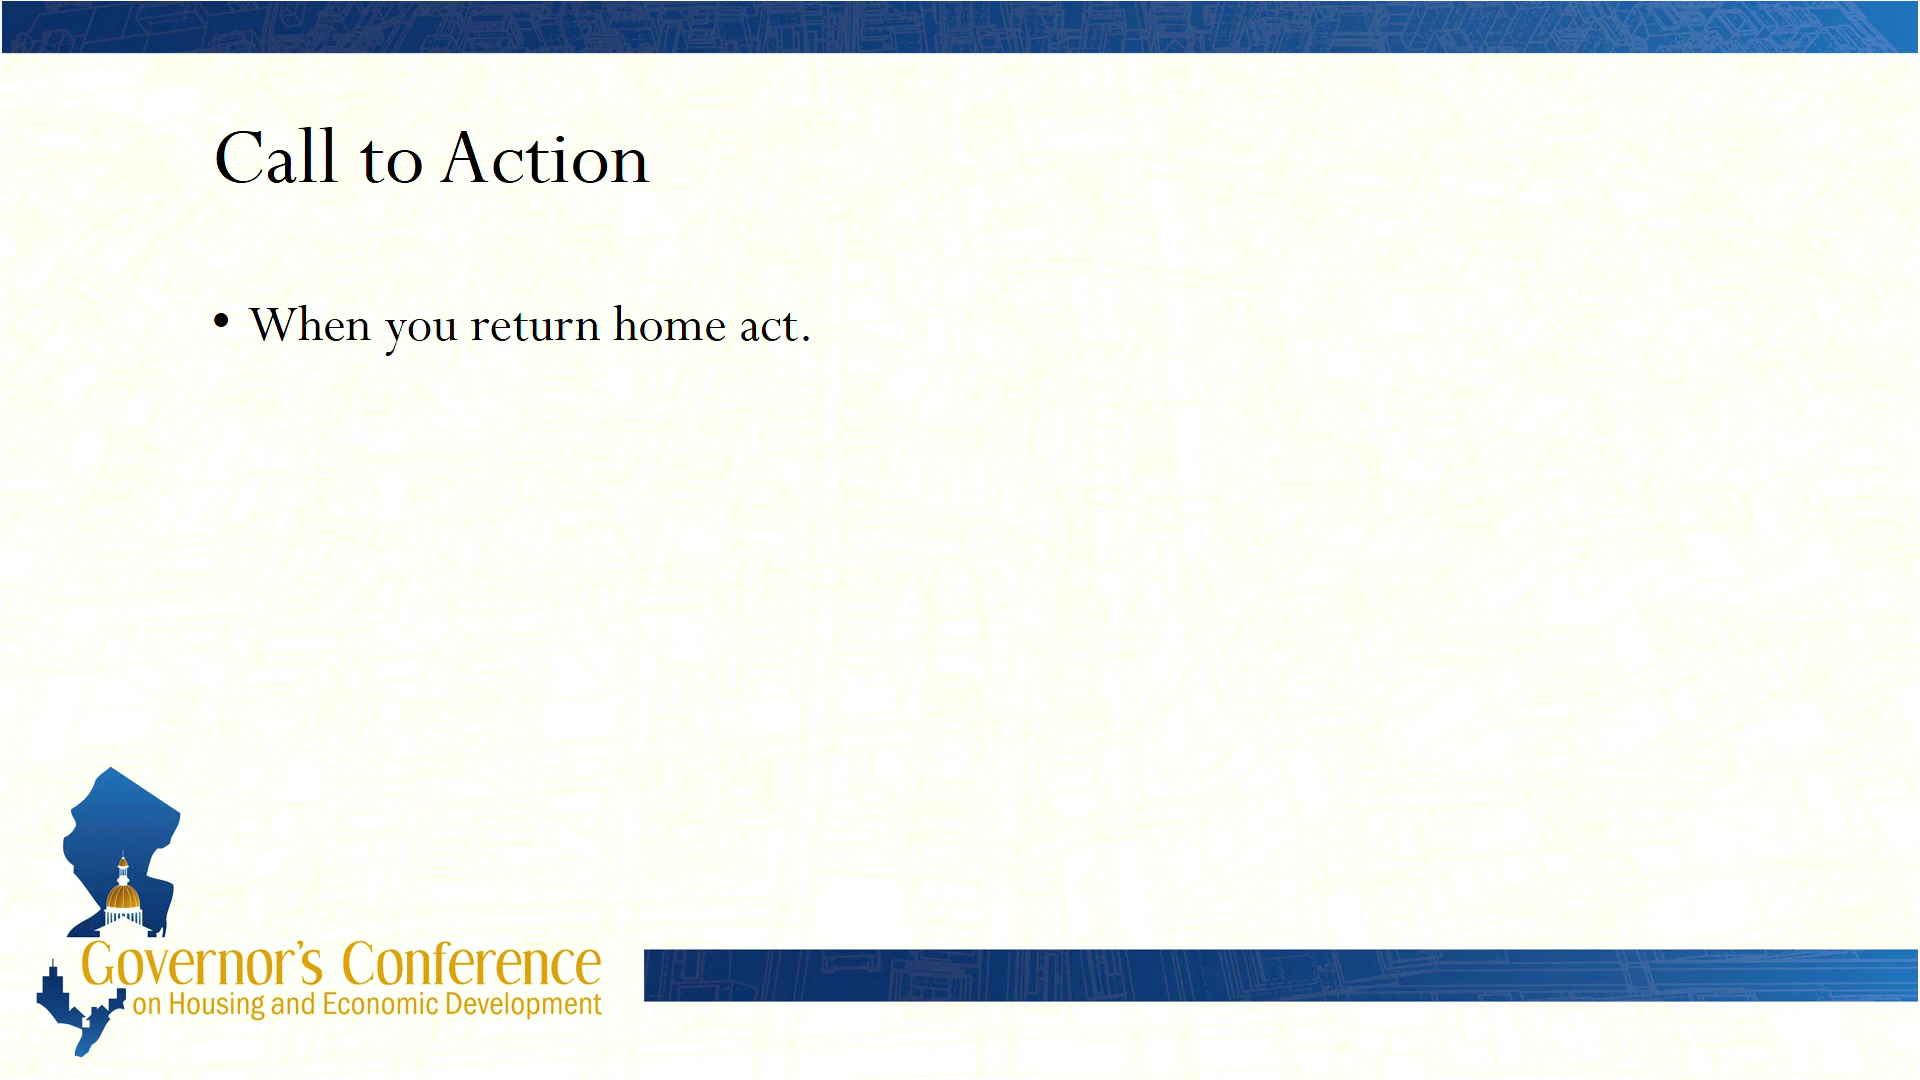 Call to Action
• When you return home act.
Governor's Conference
on Housing and Economic Development